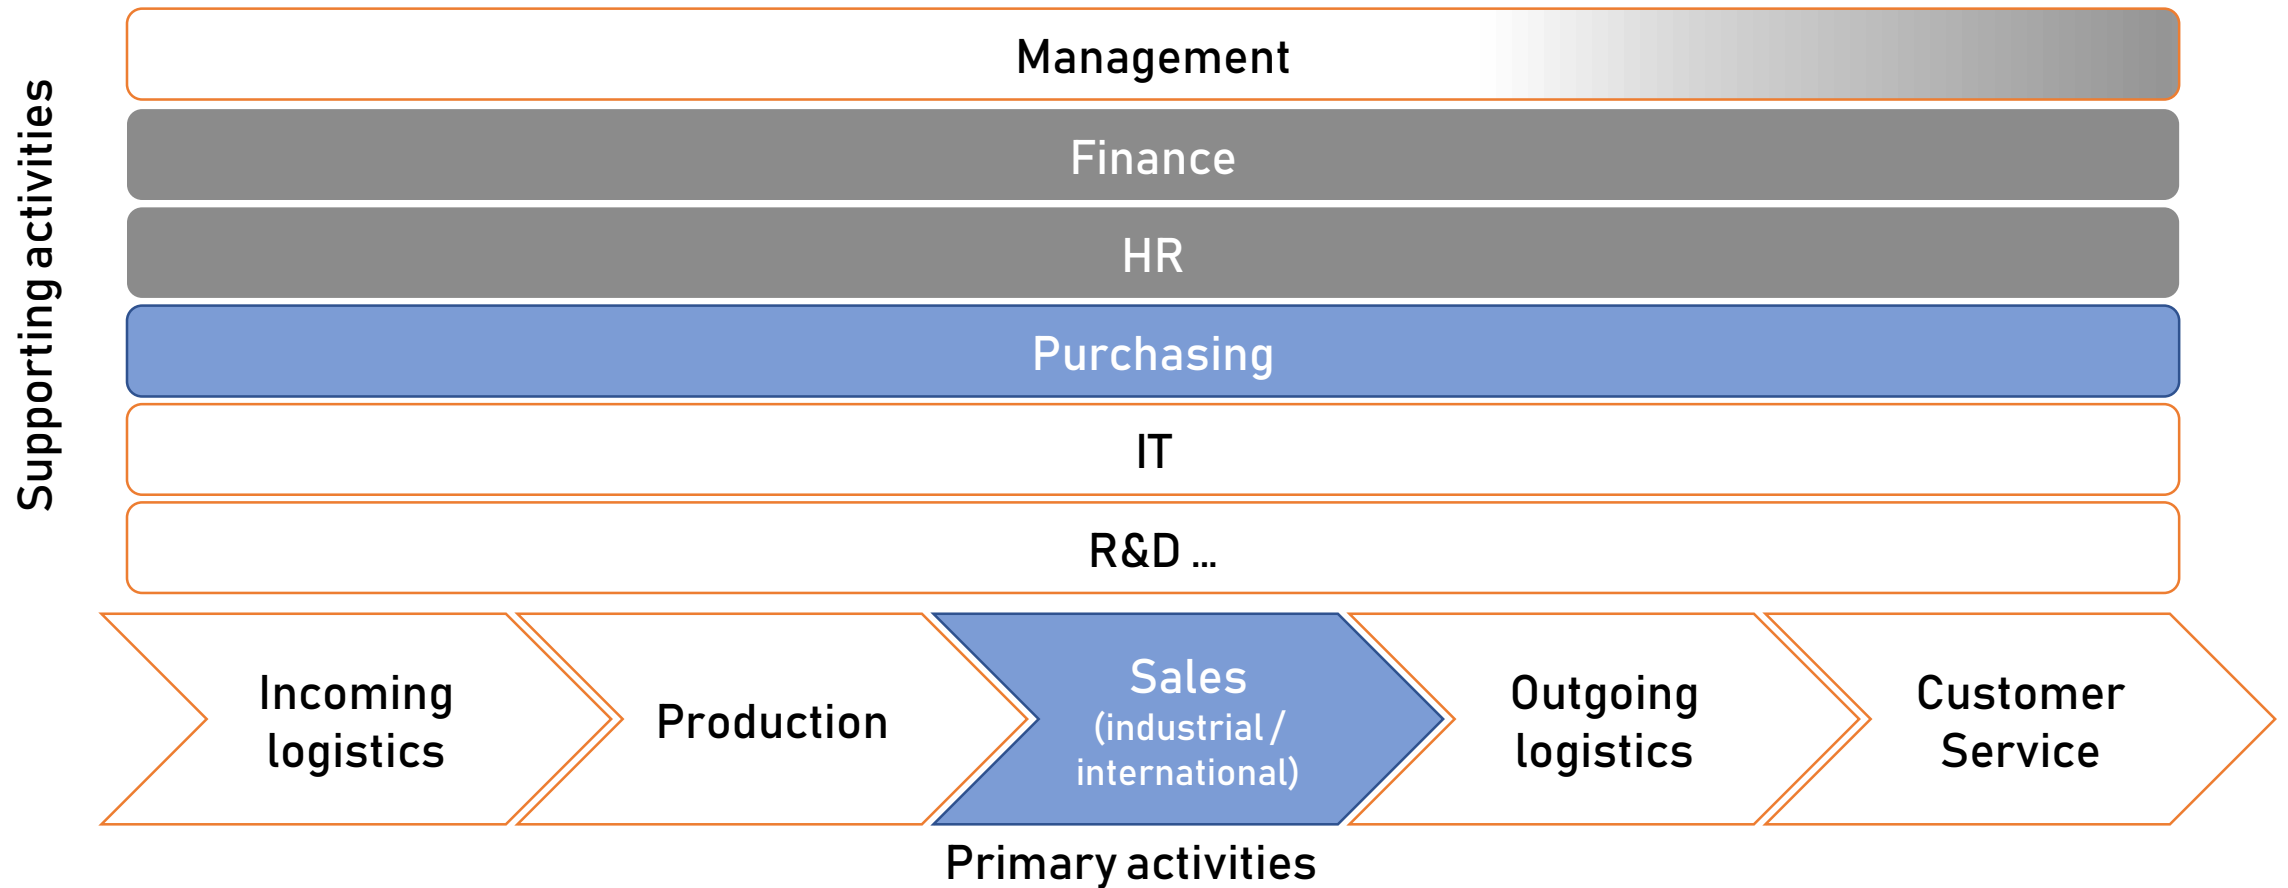 Supporting activities
Management
Finance
HR
Purchasing
IT
R&D ...
Incoming
logistics
Production
Sales
(industrial /
international)
Outgoing
logistics
Customer
Service
Primary activities